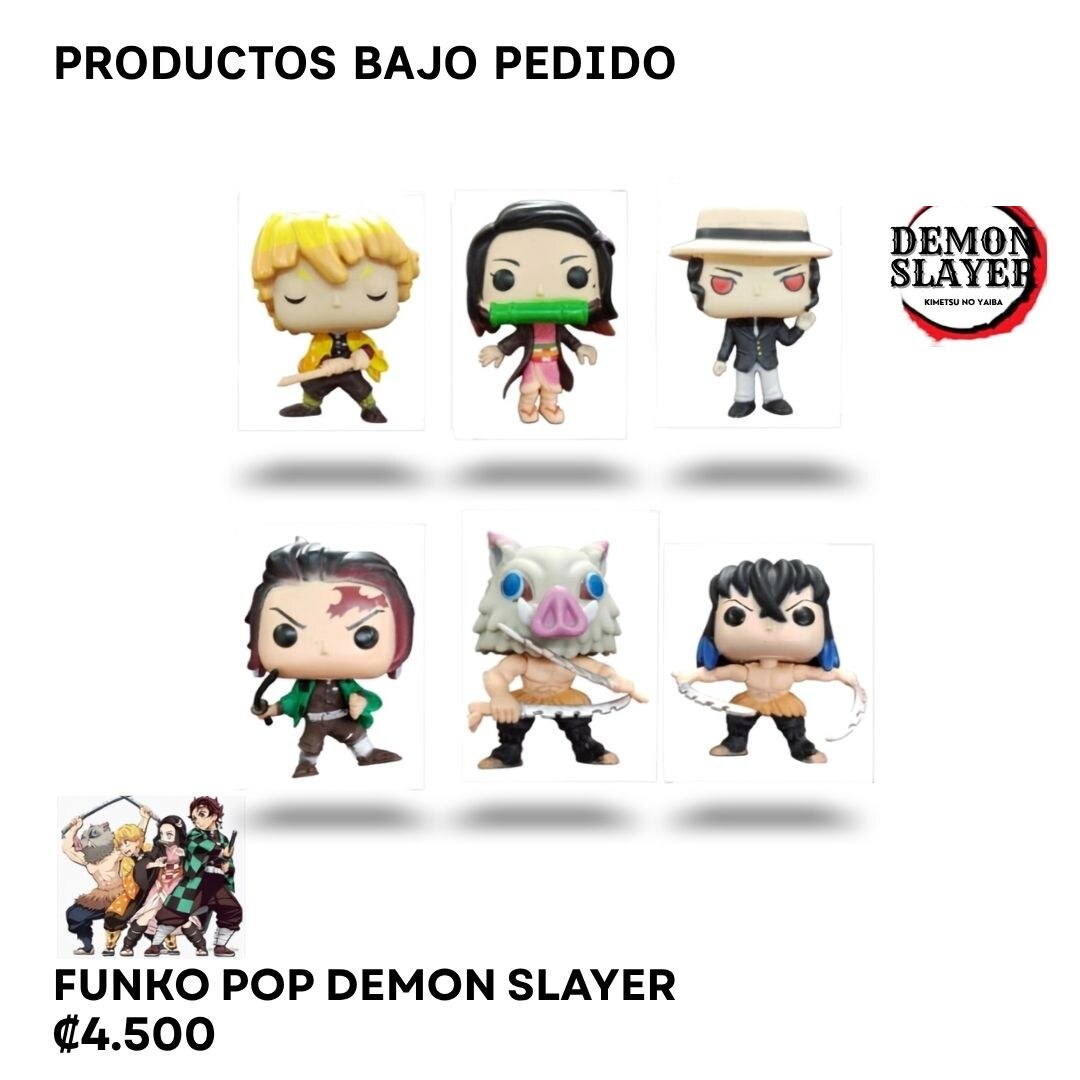 PRODUCTOS BAJO PEDIDO
DEMON
SLAYER
KIMETSU NO YAIBA
FUNKO POP DEMON SLAYER
₡4.500